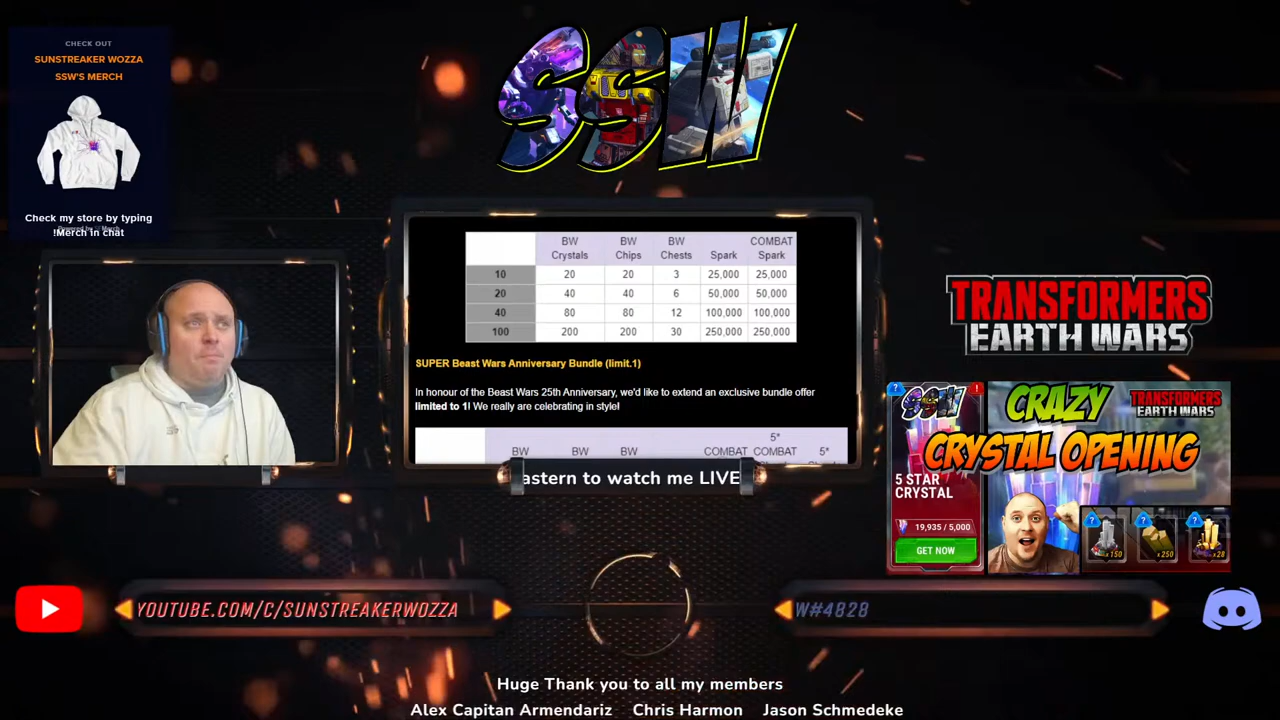 CHECK OUT
SUNSTREAKER WOZZA
SSW'S MERCH
Check my store by typing
!Merch in chat
SSW
BW Crystals BW Chips BW Chests Spark COMBAT Spark
10 20 20 3 25,000 25,000
20 40 40 6 50,000 50,000
40 80 80 12 100,000 100,000
100 200 200 30 250,000 250,000
SUPER Beast Wars Anniversary Bundle (limit.1)
In honour of the Beast Wars 25th Anniversary, we'd like to extend an exclusive bundle offer
limited to 1! We really are celebrating in style!
5*
BW BW BW COMBAT COMBAT 5*
astern to watch me LIVE
TRANSFORMERS
EARTH WARS
? SSW !
5 STAR
CRYSTAL
19,935 / 5,000
GET NOW
CRAZY
TRANSFORMERS
EARTH WARS
CRYSTAL OPENING
? x150
? x250
? x28
YOUTUBE.COM/C/SUNSTREAKERWOZZA
W#4828
Huge Thank you to all my members
Alex Capitan Armendariz Chris Harmon Jason Schmedeke